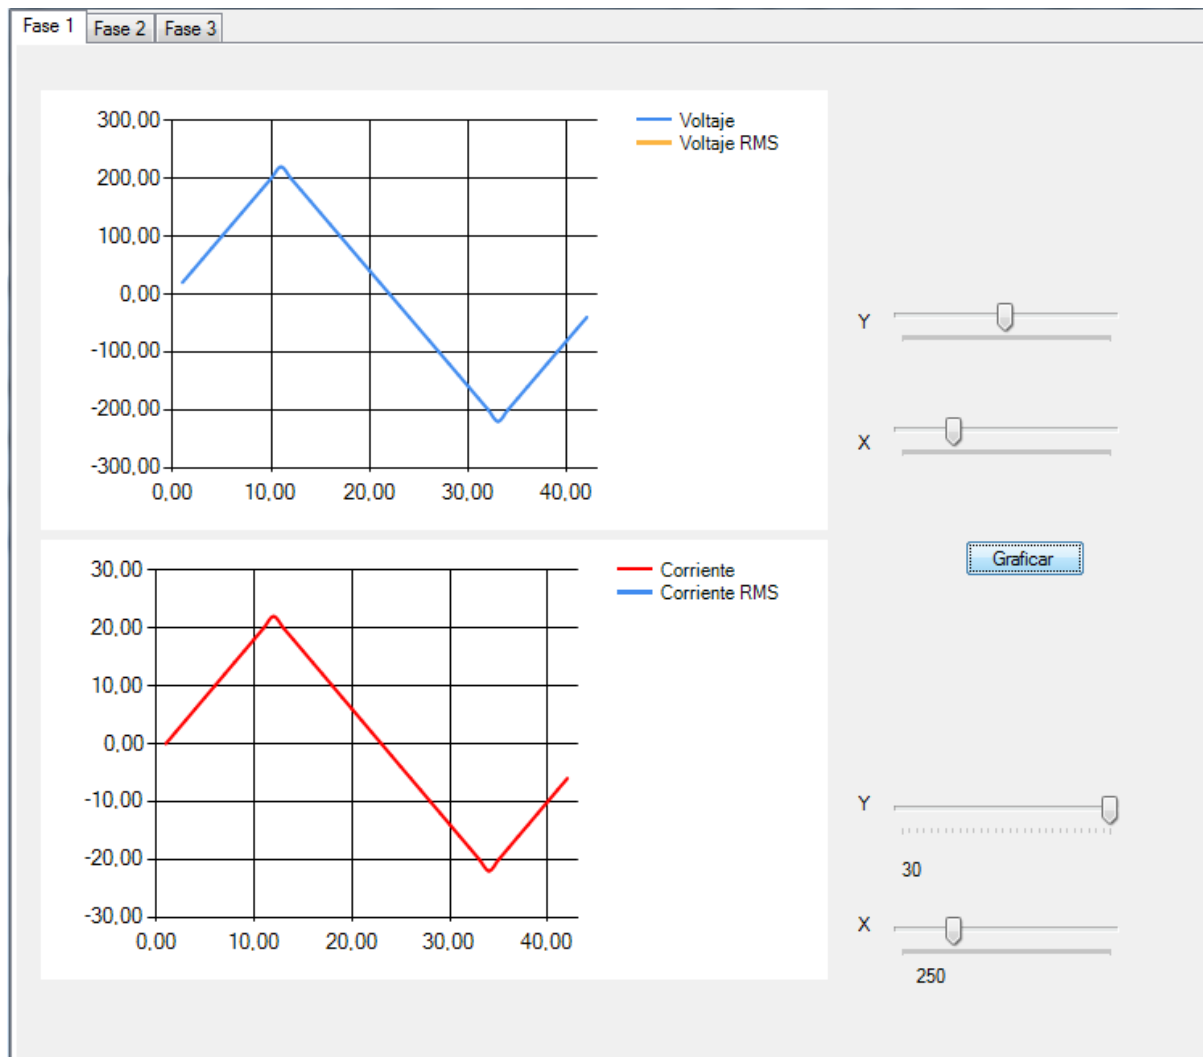 Fase 1 Fase 2 Fase 3
300,00
200,00
100,00
0,00
-100,00
-200,00
-300,00
0,00 10,00 20,00 30,00 40,00
Voltaje
Voltaje RMS
Y
X
Graficar
30,00
20,00
10,00
0,00
-10,00
-20,00
-30,00
0,00 10,00 20,00 30,00 40,00
Corriente
Corriente RMS
Y
30
X
250